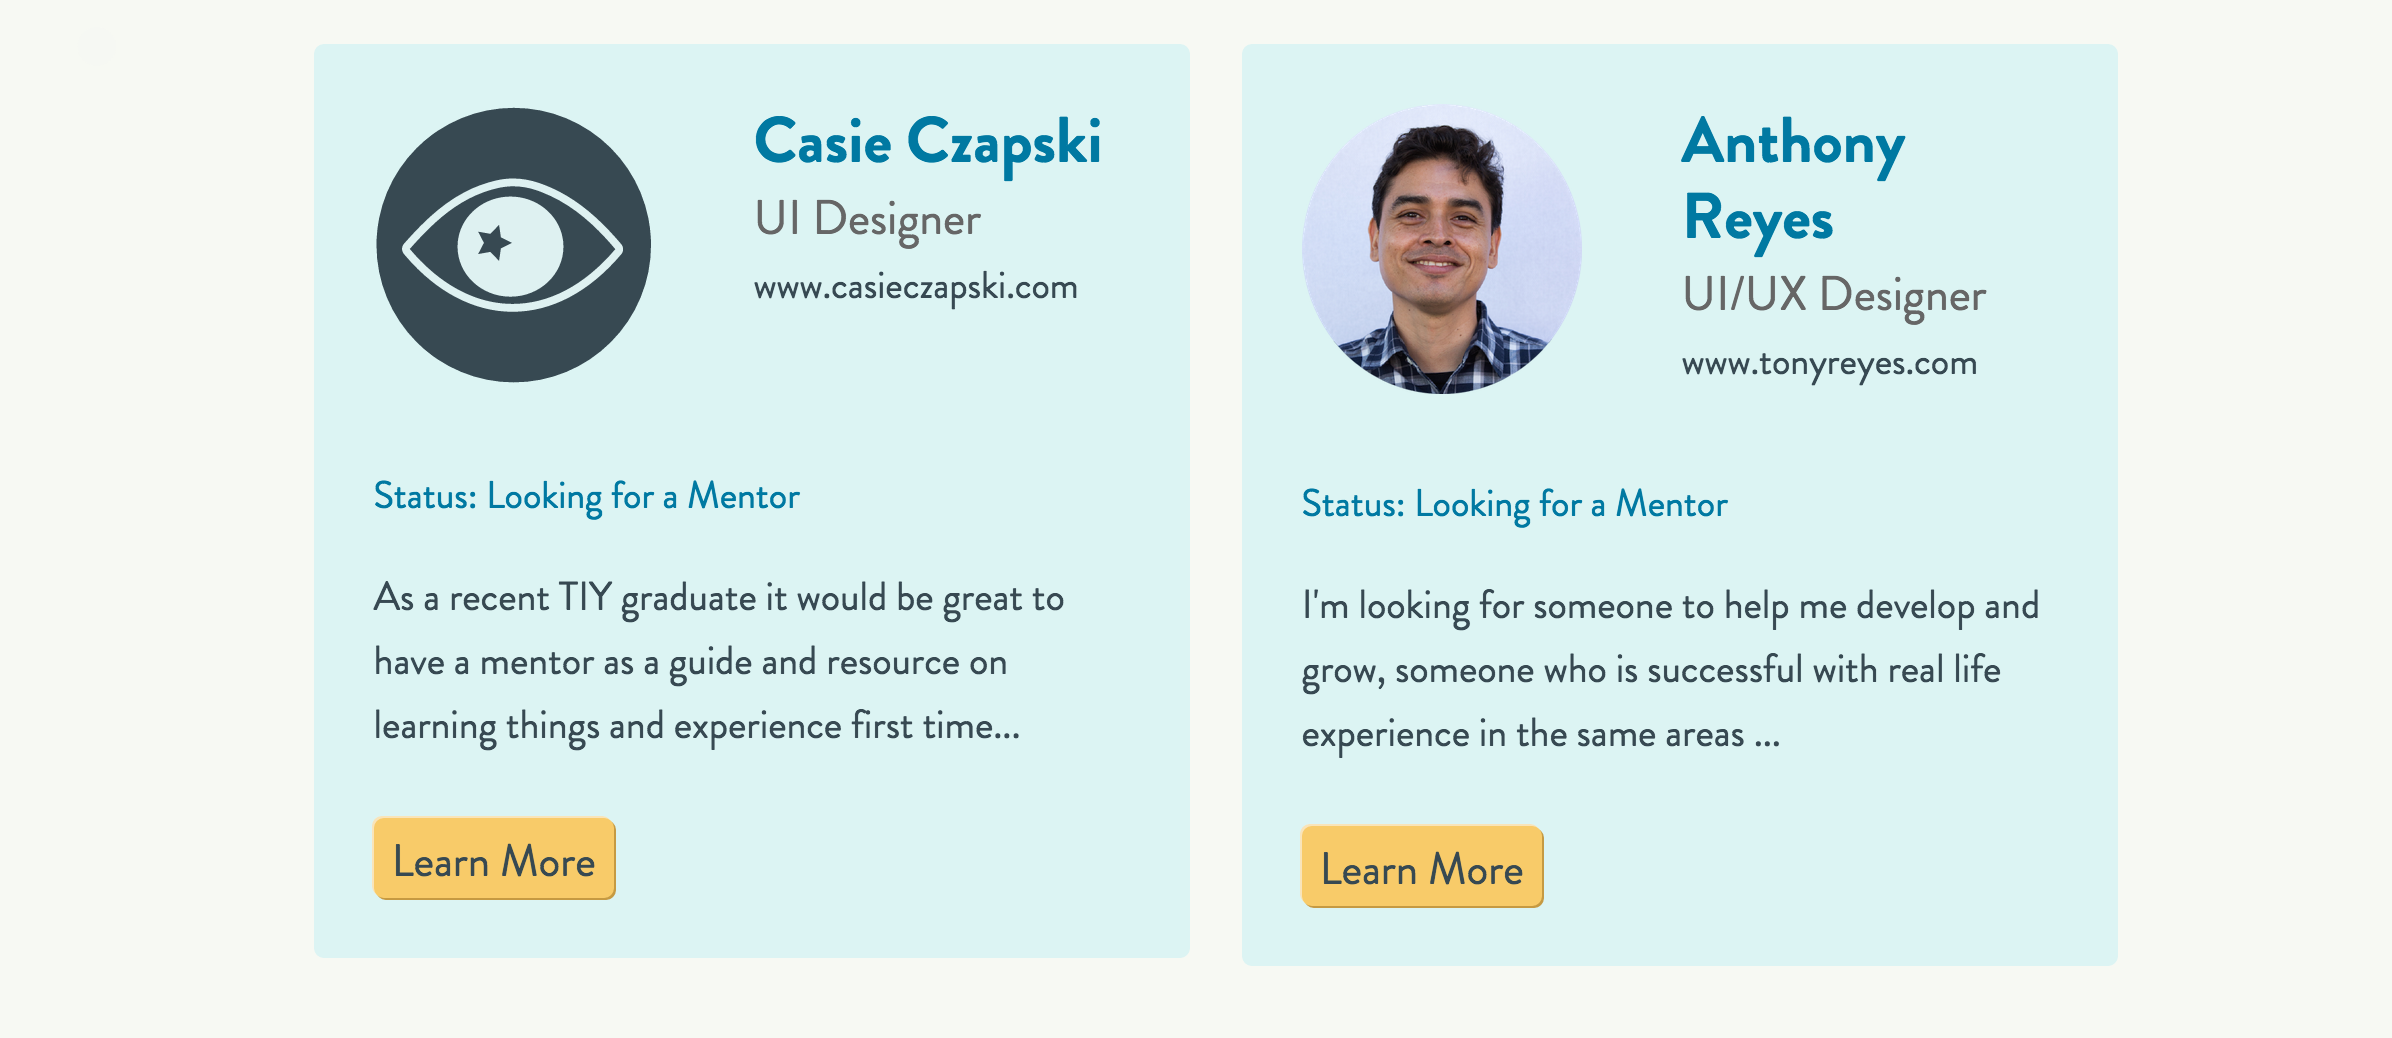 Casie Czapski
UI Designer
www.casieczapski.com
Status: Looking for a Mentor
As a recent TIY graduate it would be great to
have a mentor as a guide and resource on
learning things and experience first time...
Learn More
Anthony
Reyes
UI/UX Designer
www.tonyreyes.com
Status: Looking for a Mentor
I'm looking for someone to help me develop and
grow, someone who is successful with real life
experience in the same areas ...
Learn More